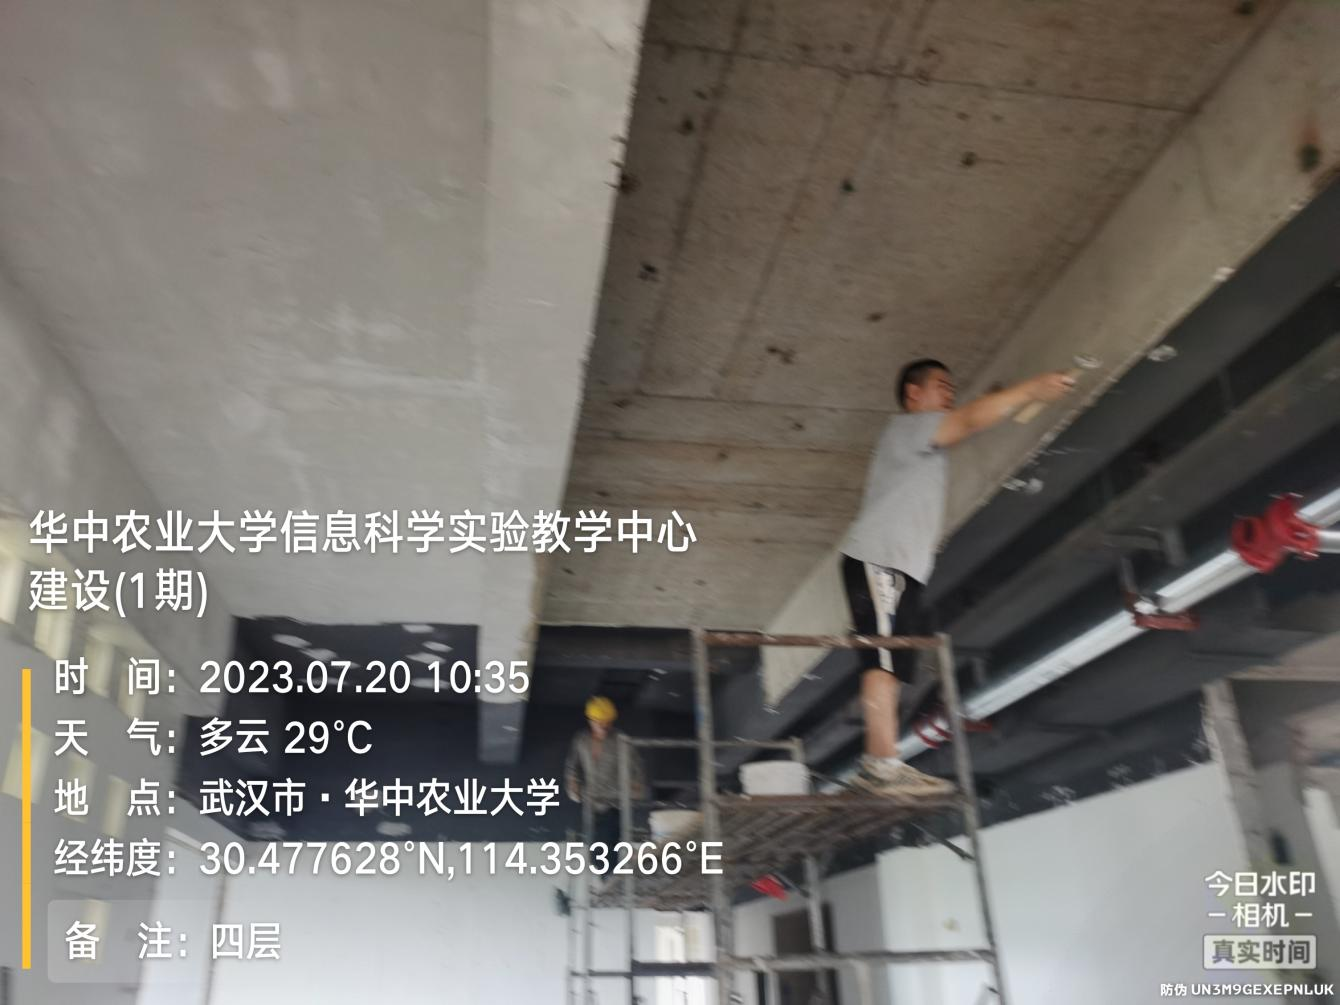 华中农业大学信息科学实验教学中心
建设(1期)
时 间：2023.07.20 10:35
天 气：多云 29°C
地 点：武汉市·华中农业大学
经纬度：30.477628°N,114.353266°E
备 注：四层
今日水印
-相机-
真实时间
防伪 UN3M9GEXEPNLUK